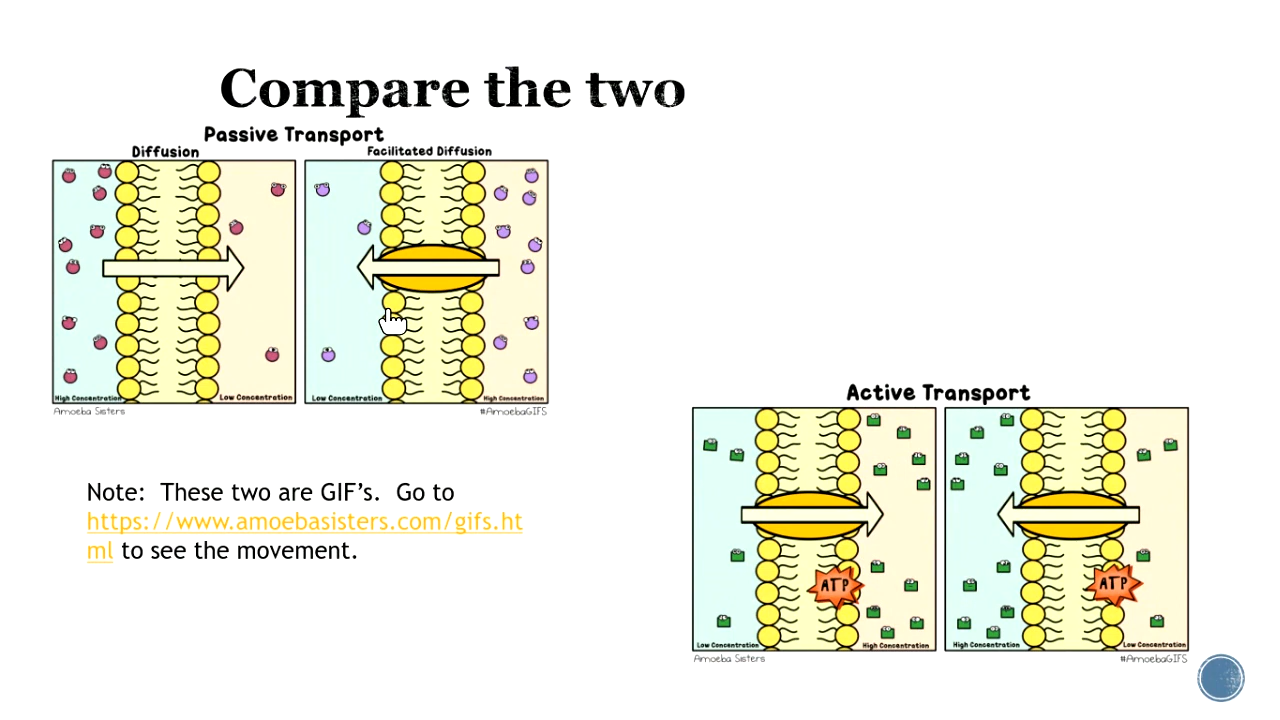 Compare the two
Passive Transport
Diffusion
Facilitated Diffusion
High Concentration
Low Concentration
Low Concentration
High Concentration
Amoeba Sisters
#AmoebaGIFS
Note:  These two are GIF’s.  Go to
https://www.amoebasisters.com/gifs.ht
ml to see the movement.
Active Transport
ATP
ATP
Low Concentration
High Concentration
High Concentration
Low Concentration
Amoeba Sisters
#AmoebaGIFS